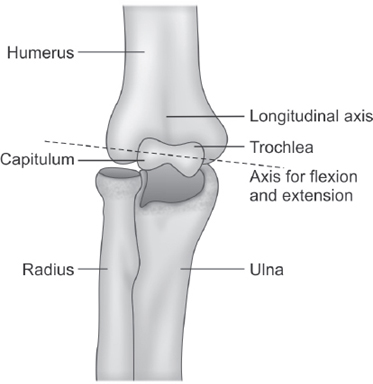 Humerus
Longitudinal axis
Trochlea
Capitulum
Axis for flexion
and extension
Radius
Ulna